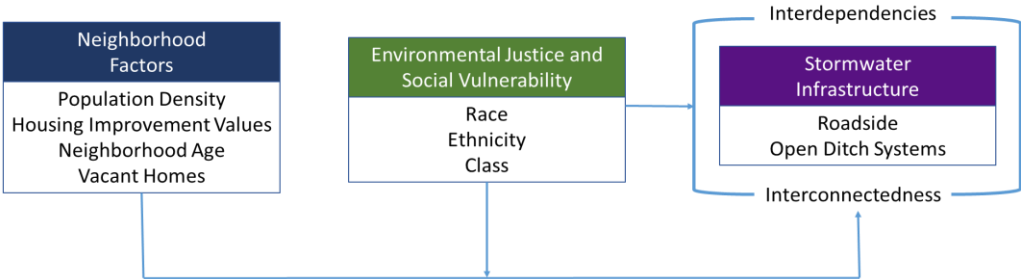 Neighborhood
Factors
Population Density
Housing Improvement Values
Neighborhood Age
Vacant Homes
Environmental Justice and
Social Vulnerability
Race
Ethnicity
Class
Interdependencies
Stormwater
Infrastructure
Roadside
Open Ditch Systems
Interconnectedness